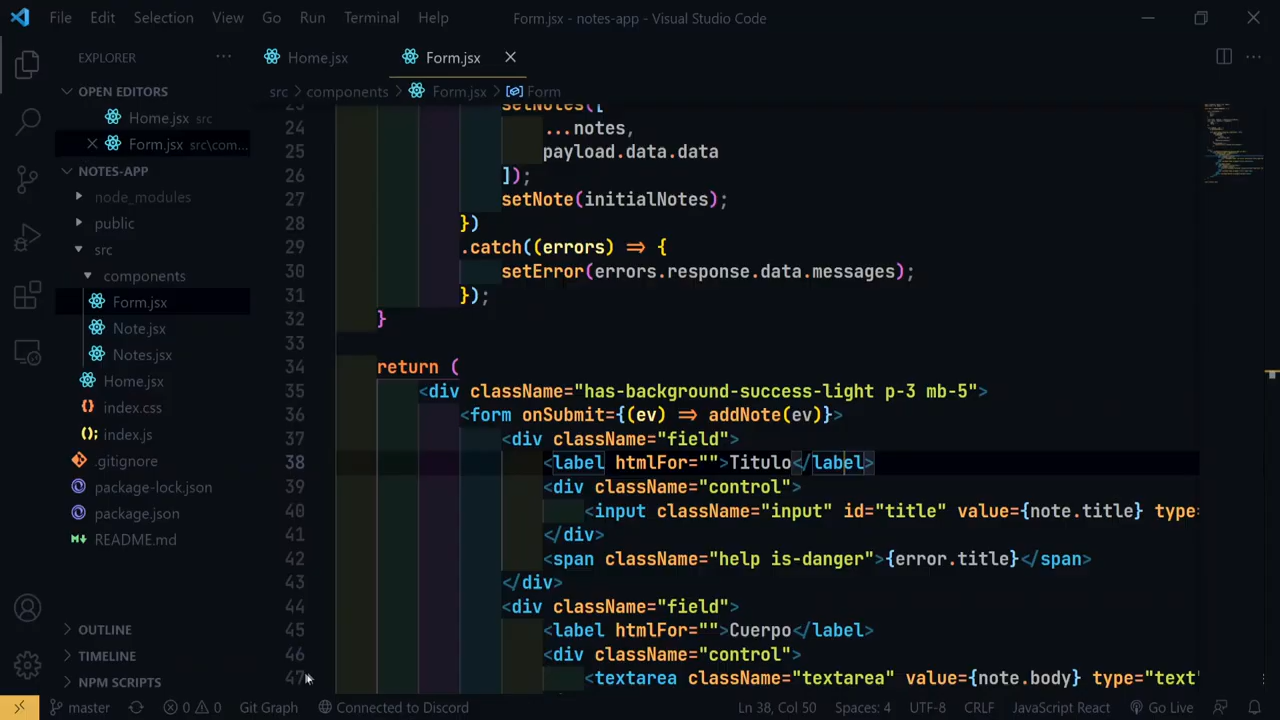 File Edit Selection View Go Run Terminal Help
Form.jsx - notes-app - Visual Studio Code
EXPLORER
Home.jsx
Form.jsx
OPEN EDITORS
Home.jsx src
Form.jsx src\com...
NOTES-APP
node_modules
public
src
components
Form.jsx
Note.jsx
Notes.jsx
Home.jsx
index.css
index.js
.gitignore
package-lock.json
package.json
README.md
OUTLINE
TIMELINE
NPM SCRIPTS
src > components > Form.jsx > Form
23 setNotes([
24 ...notes,
25 payload.data.data
26 ]);
27 setNote(initialNotes);
28 })
29 .catch((errors) => {
30 setError(errors.response.data.messages);
31 });
32 }
33
34 return (
35 <div className="has-background-success-light p-3 mb-5">
36 <form onSubmit={(ev) => addNote(ev)}>
37 <div className="field">
38 <label htmlFor="">Titulo</label>
39 <div className="control">
40 <input className="input" id="title" value={note.title} type=
41 </div>
42 <span className="help is-danger">{error.title}</span>
43 </div>
44 <div className="field">
45 <label htmlFor="">Cuerpo</label>
46 <div className="control">
47 <textarea className="textarea" value={note.body} type="text"
master 0 0 Git Graph Connected to Discord Ln 38, Col 50 Spaces: 4 UTF-8 CRLF JavaScript React Go Live